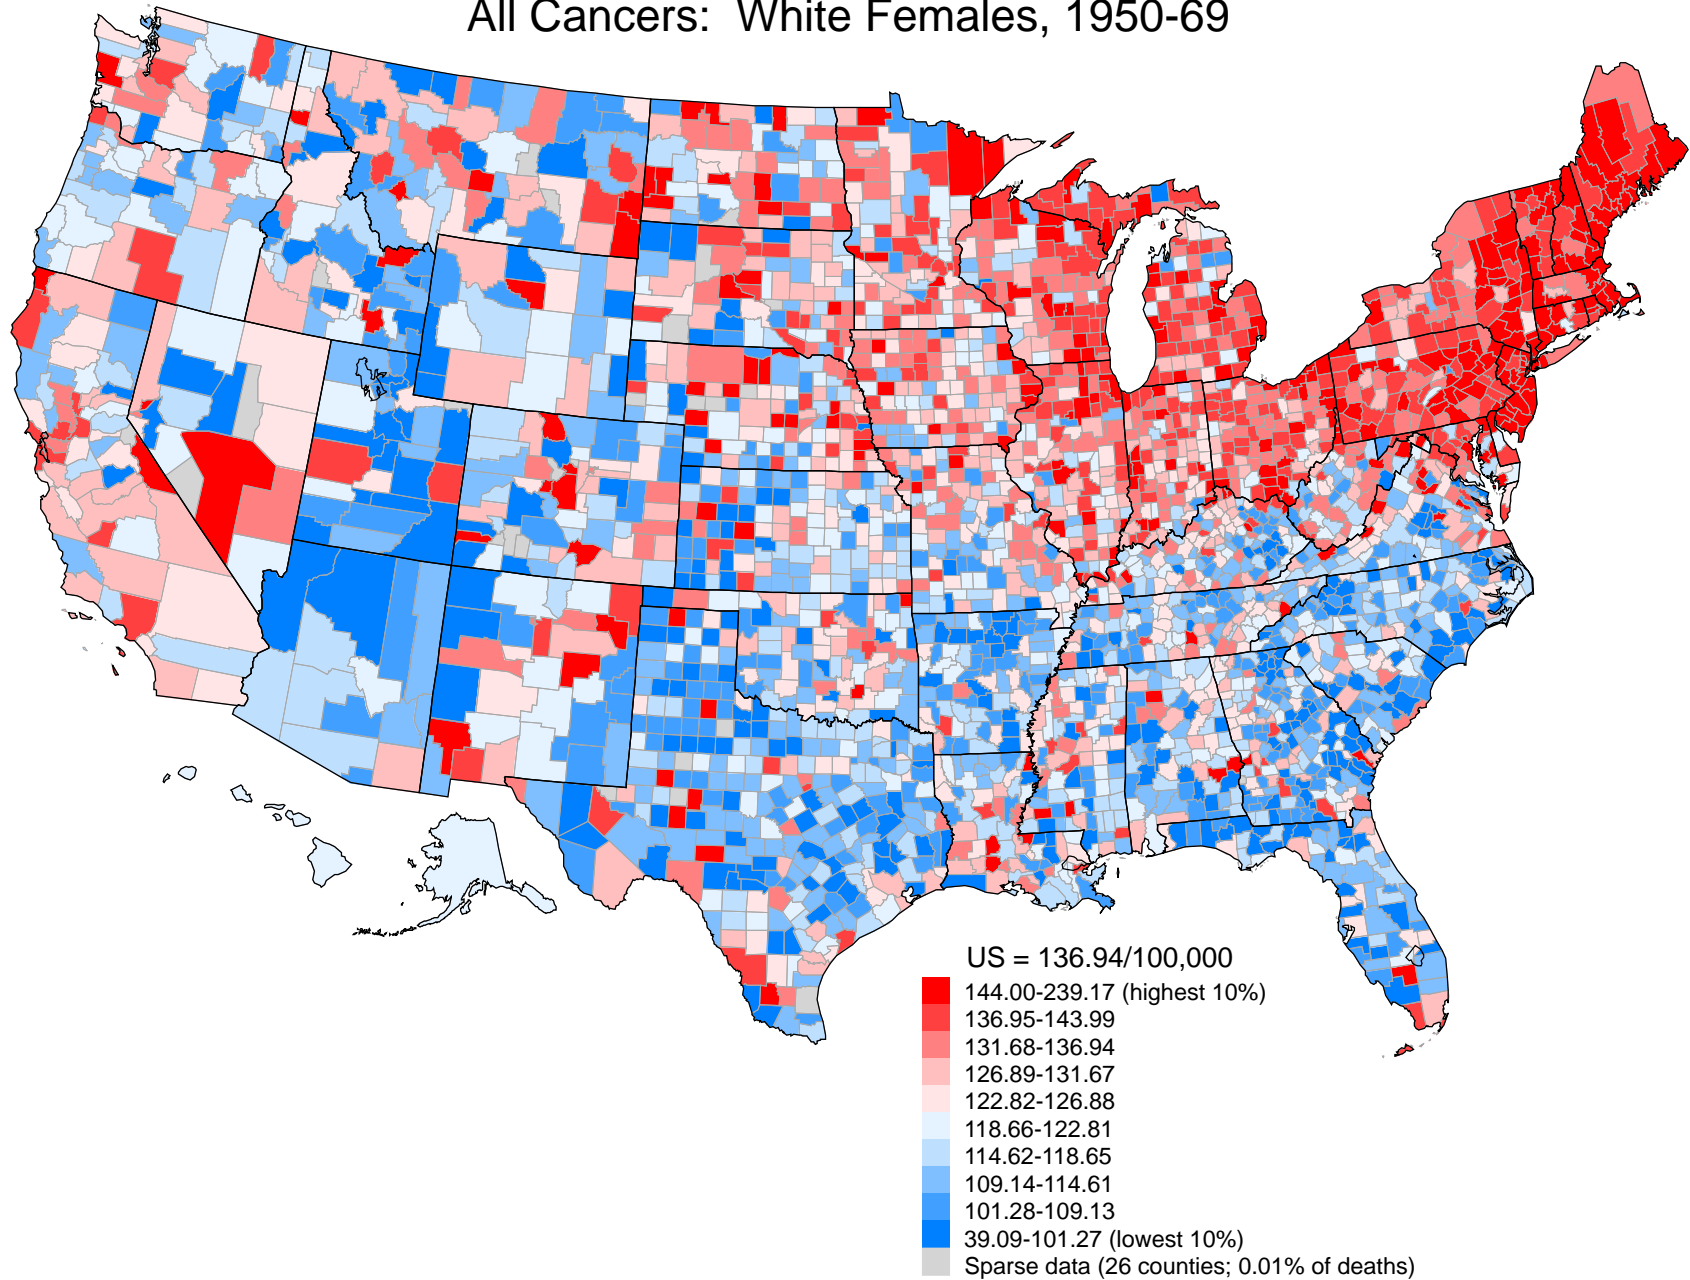 All Cancers: White Females, 1950-69
US = 136.94/100,000
144.00-239.17 (highest 10%)
136.95-143.99
131.68-136.94
126.89-131.67
122.82-126.88
118.66-122.81
114.62-118.65
109.14-114.61
101.28-109.13
39.09-101.27 (lowest 10%)
Sparse data (26 counties; 0.01% of deaths)